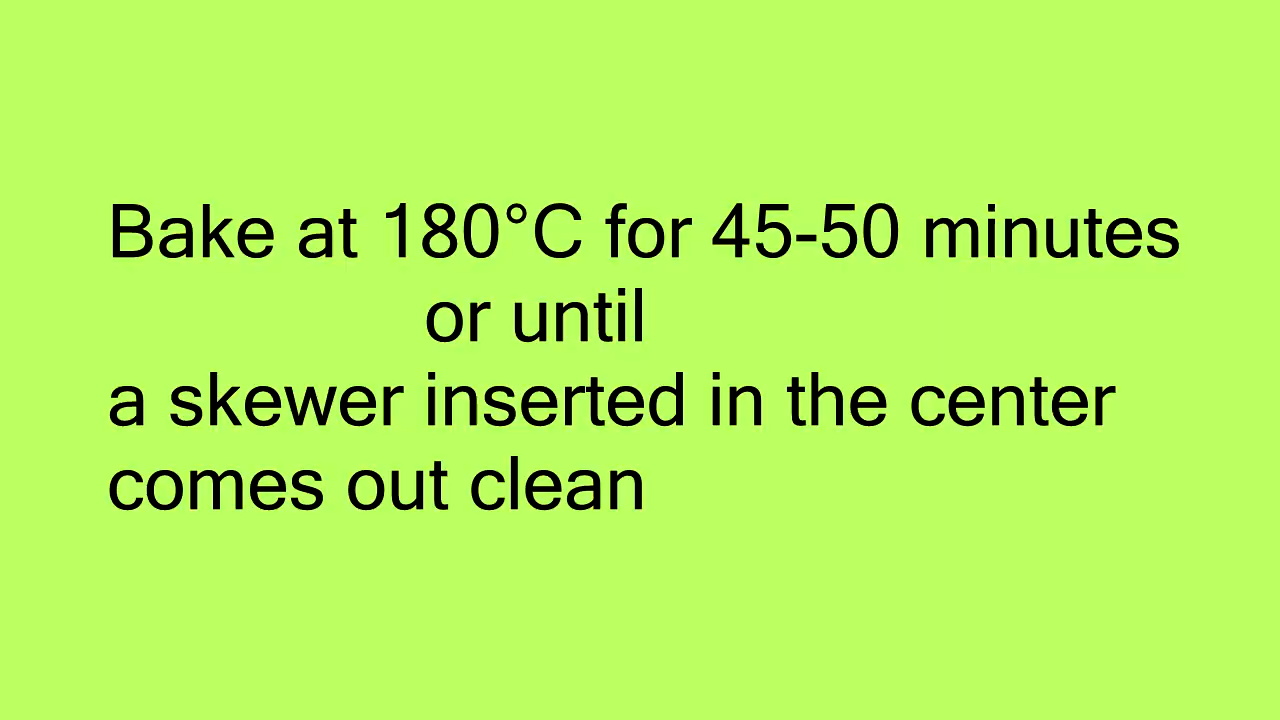 Bake at 180°C for 45-50 minutes
or until
a skewer inserted in the center
comes out clean